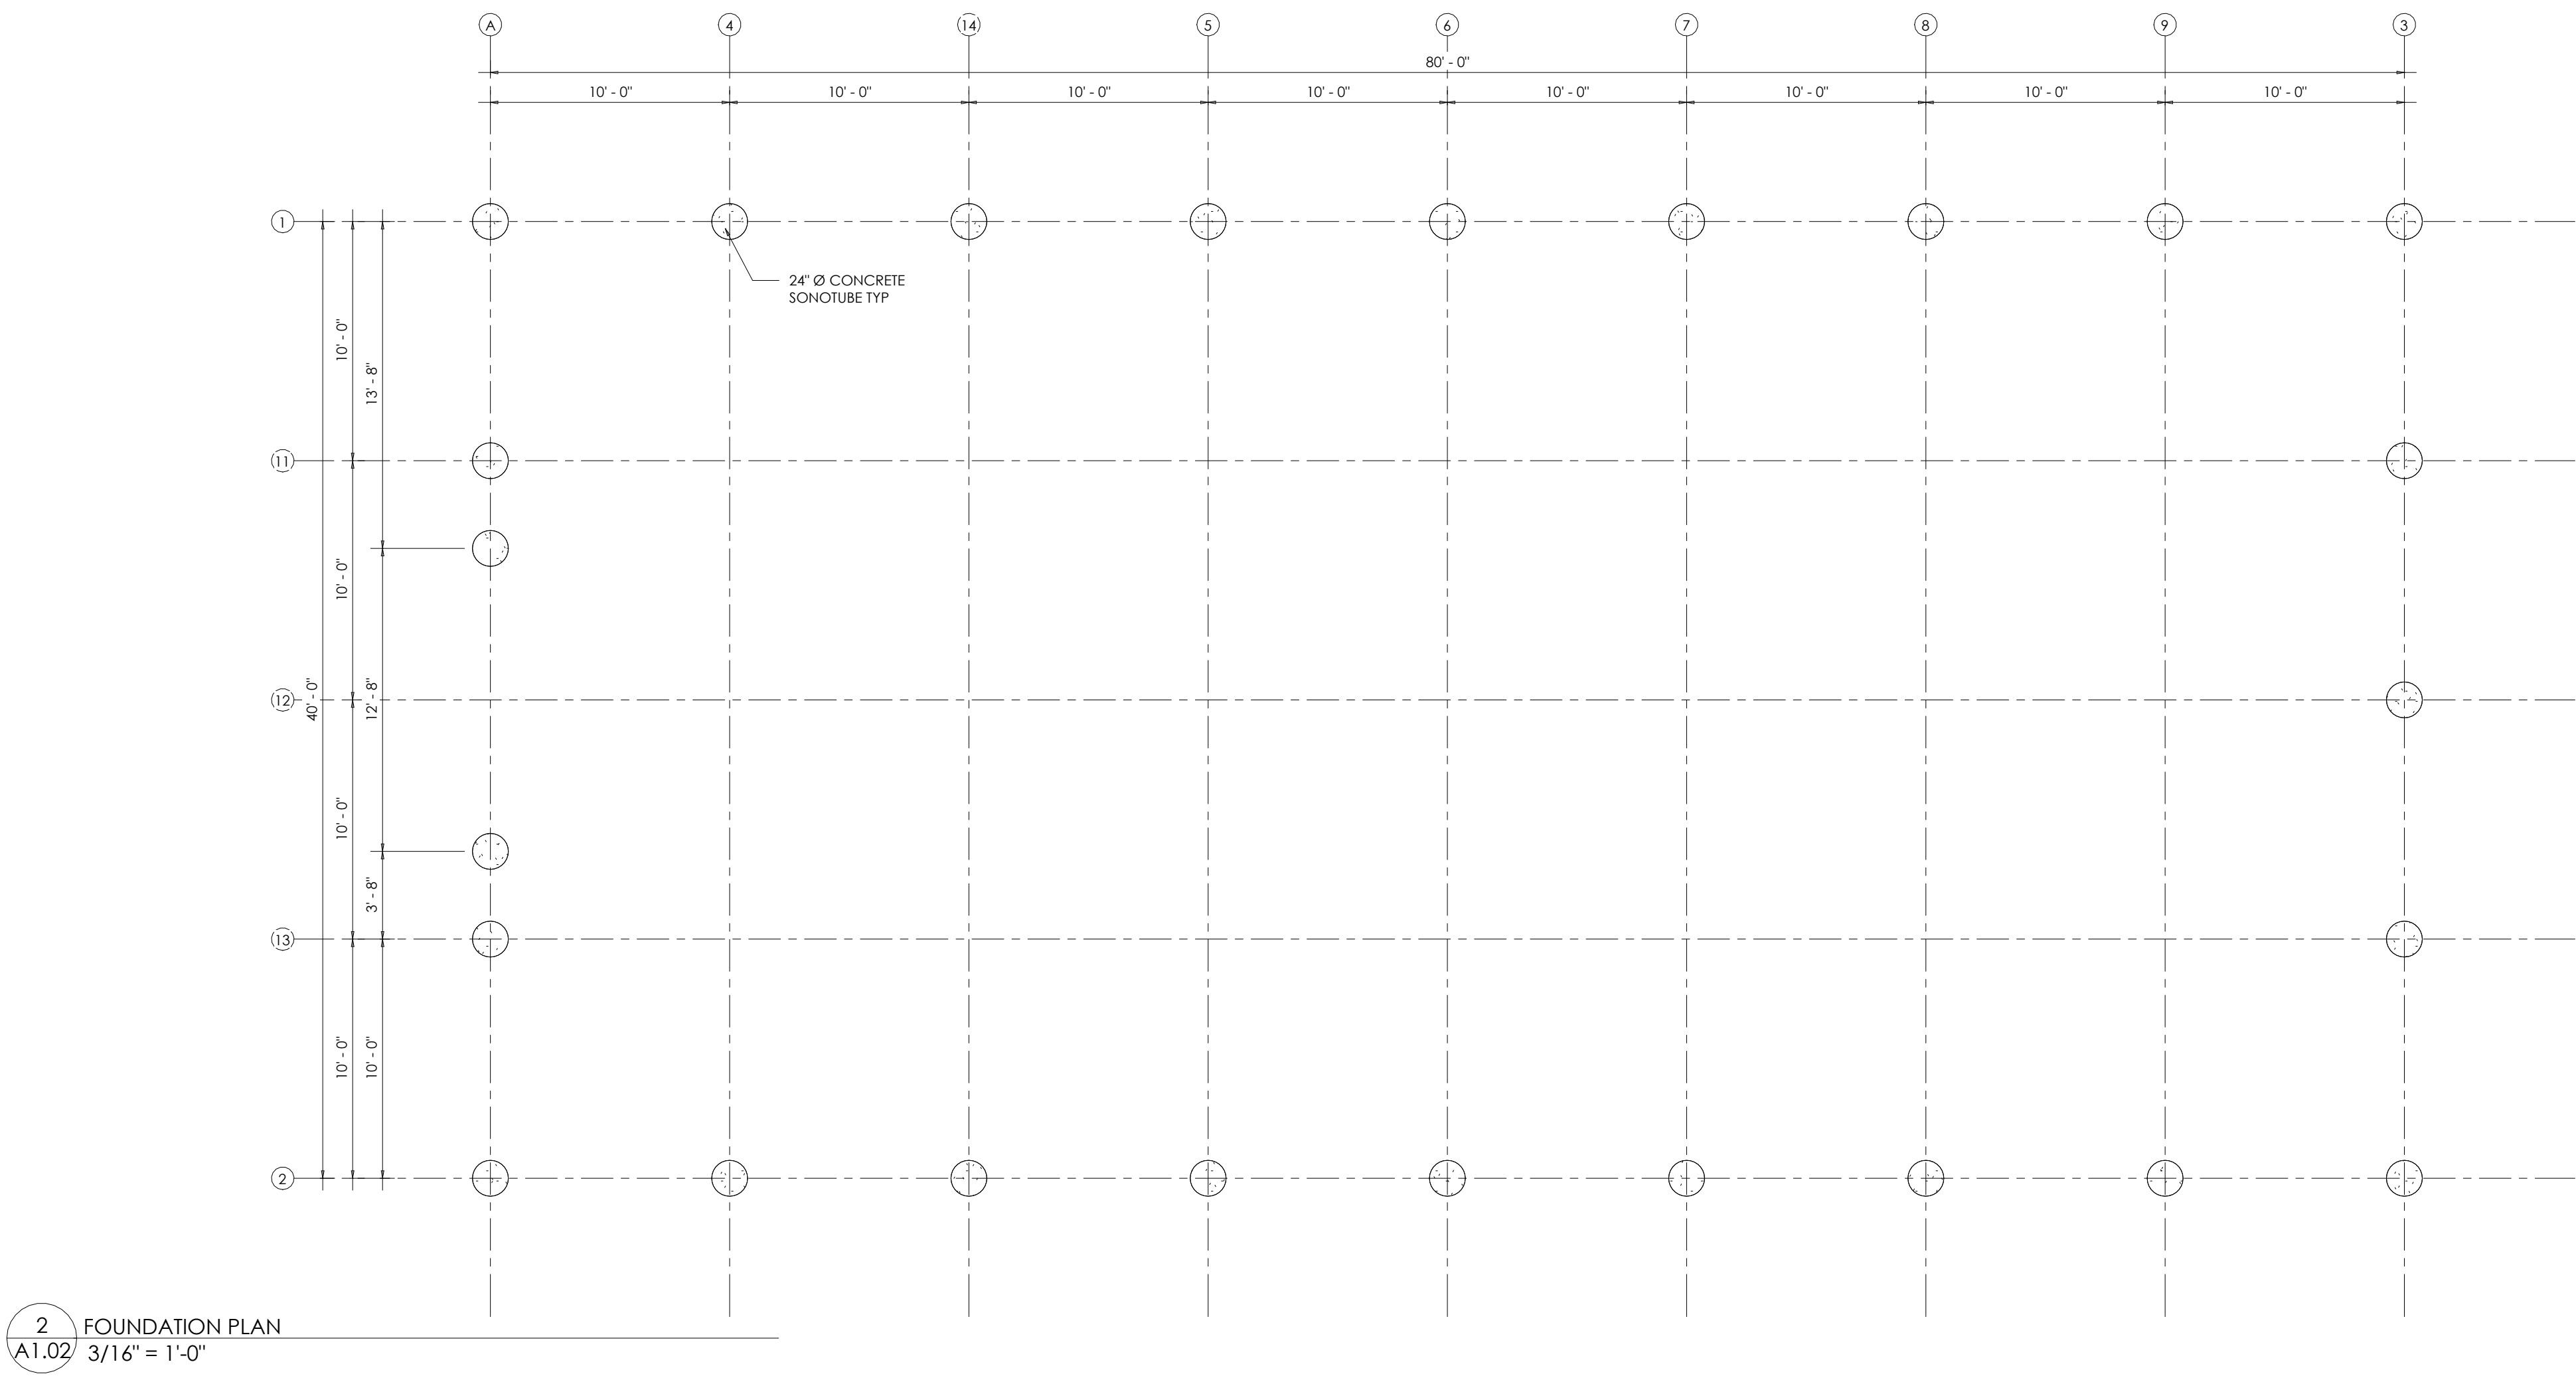 A 4 14 5 6 7 8 9 3
80' - 0"
10' - 0" 10' - 0" 10' - 0" 10' - 0" 10' - 0" 10' - 0" 10' - 0" 10' - 0"
1
24" Ø CONCRETE
SONOTUBE TYP
10' - 0"
13' - 8"
11
10' - 0"
12
40' - 0"
12' - 8"
10' - 0"
3' - 8"
13
10' - 0"
10' - 0"
2
2
FOUNDATION PLAN
A1.02
3/16" = 1'-0"